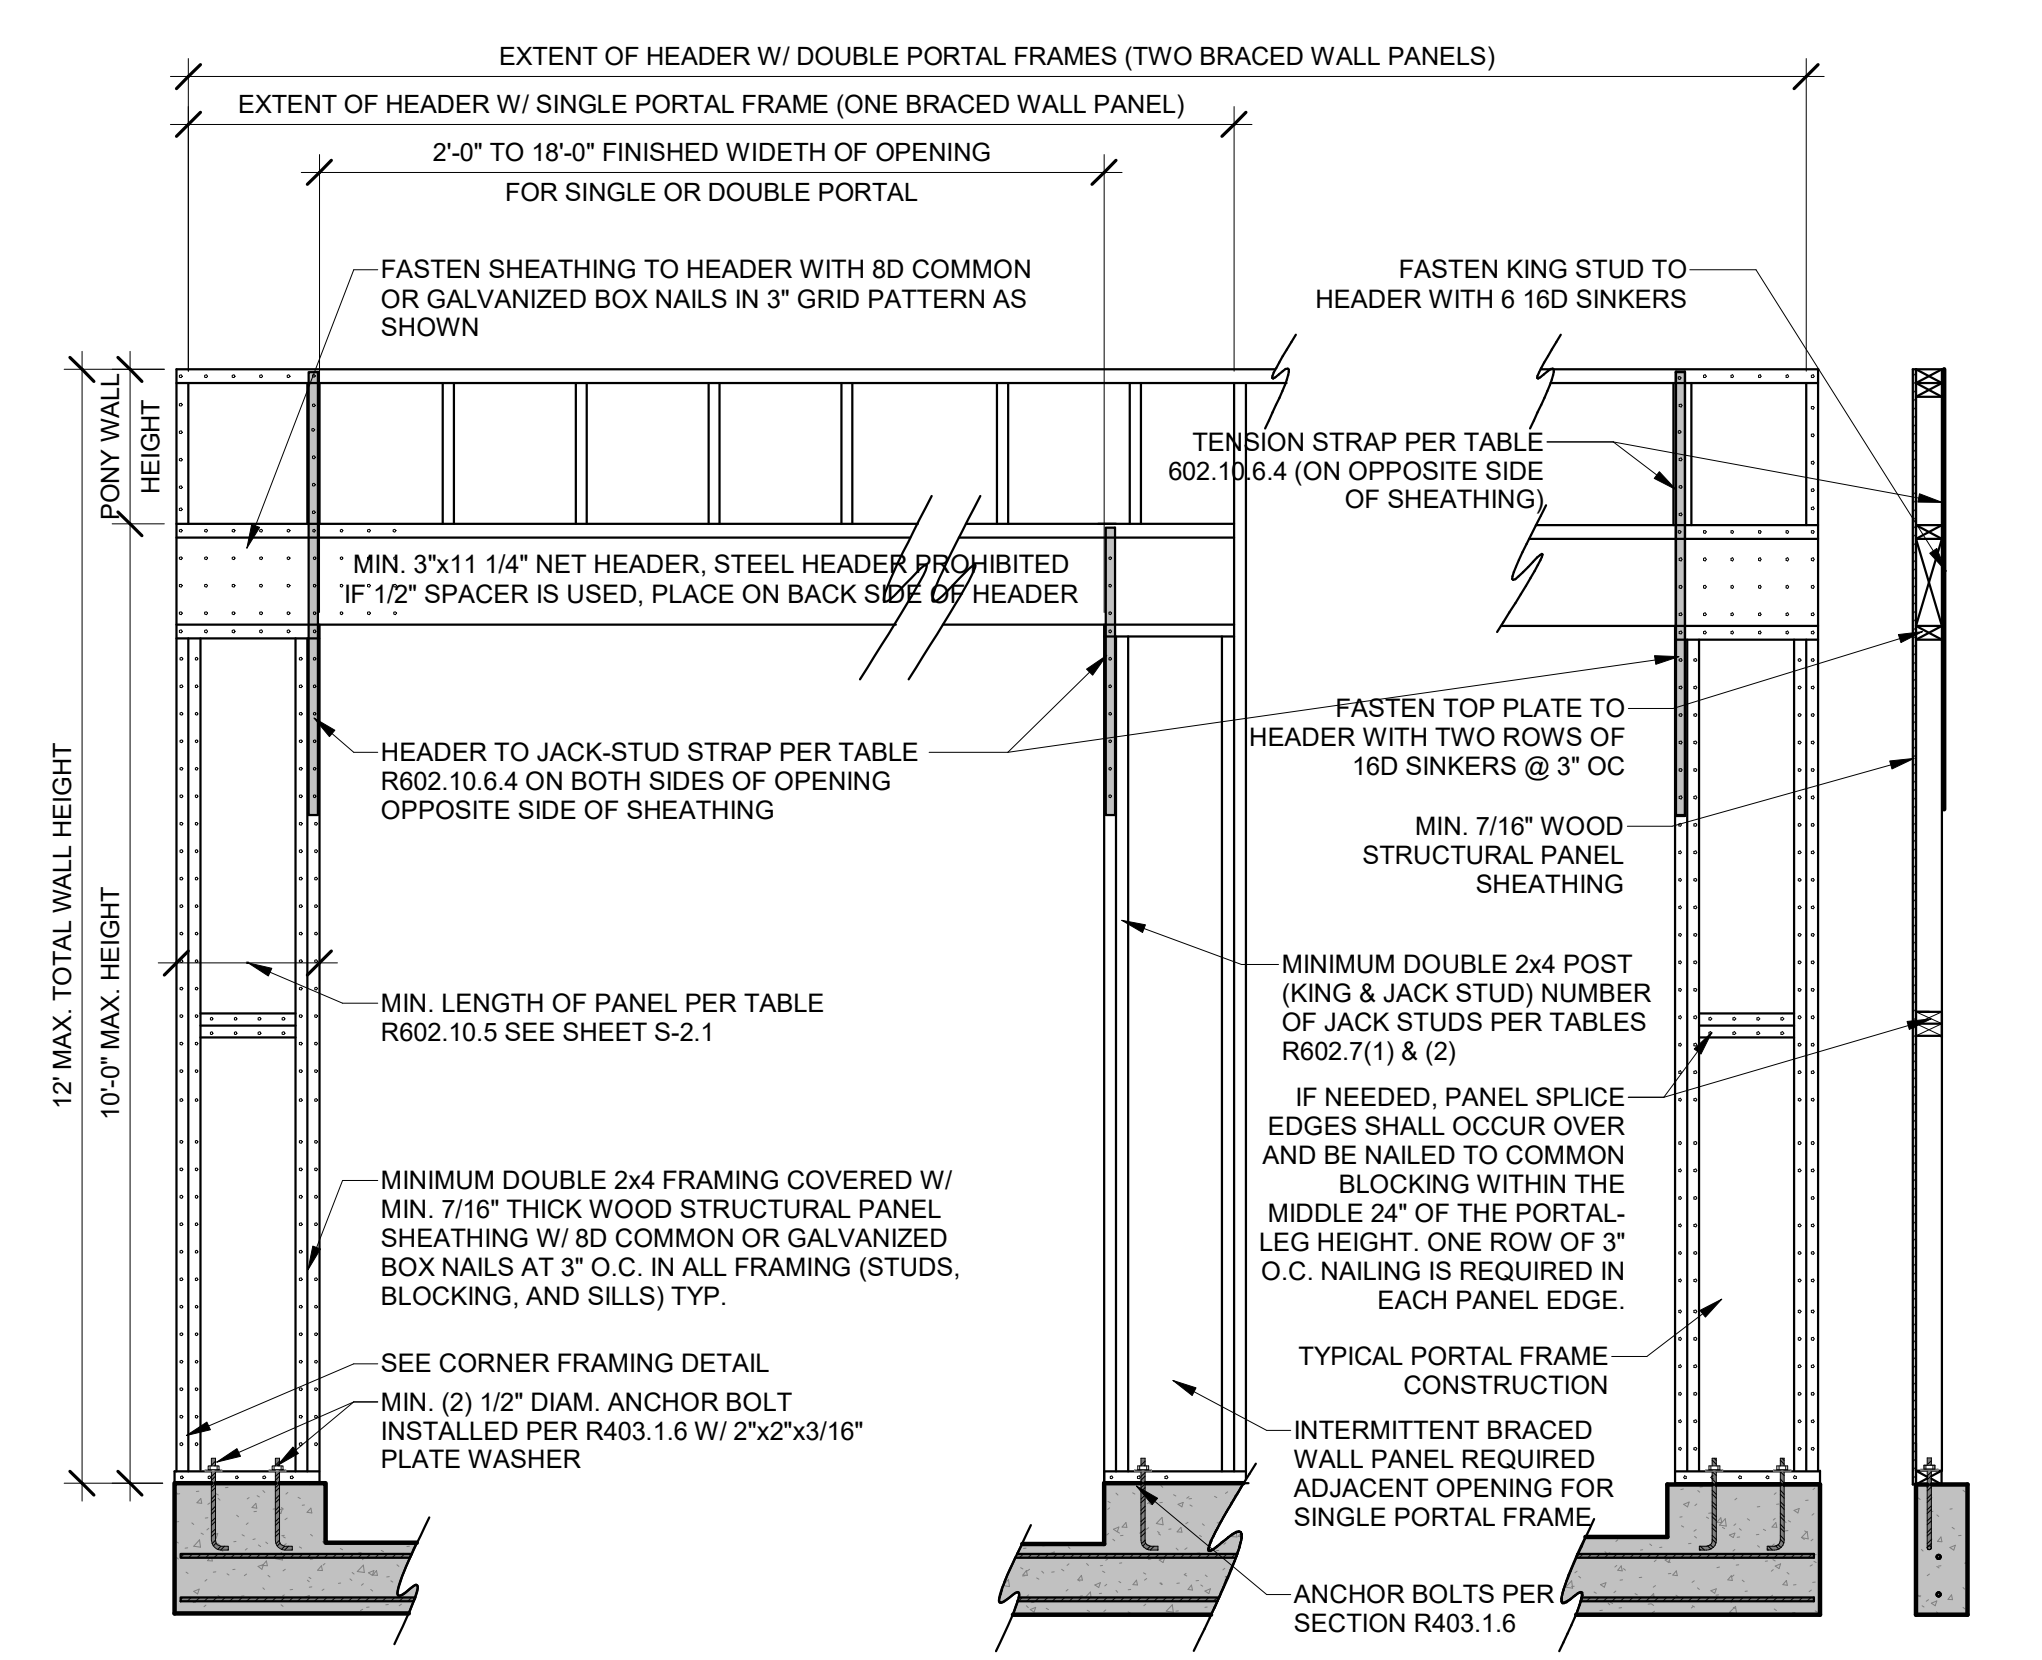 EXTENT OF HEADER W/ DOUBLE PORTAL FRAMES (TWO BRACED WALL PANELS)
EXTENT OF HEADER W/ SINGLE PORTAL FRAME (ONE BRACED WALL PANEL)
2'-0" TO 18'-0" FINISHED WIDETH OF OPENING
FOR SINGLE OR DOUBLE PORTAL
FASTEN SHEATHING TO HEADER WITH 8D COMMON
OR GALVANIZED BOX NAILS IN 3" GRID PATTERN AS
SHOWN
FASTEN KING STUD TO
HEADER WITH 6 16D SINKERS
PONY WALL
HEIGHT
TENSION STRAP PER TABLE
602.10.6.4 (ON OPPOSITE SIDE
OF SHEATHING)
MIN. 3"x11 1/4" NET HEADER, STEEL HEADER PROHIBITED
IF 1/2" SPACER IS USED, PLACE ON BACK SIDE OF HEADER
12' MAX. TOTAL WALL HEIGHT
10'-0" MAX. HEIGHT
HEADER TO JACK-STUD STRAP PER TABLE
R602.10.6.4 ON BOTH SIDES OF OPENING
OPPOSITE SIDE OF SHEATHING
FASTEN TOP PLATE TO
HEADER WITH TWO ROWS OF
16D SINKERS @ 3" OC
MIN. 7/16" WOOD
STRUCTURAL PANEL
SHEATHING
MIN. LENGTH OF PANEL PER TABLE
R602.10.5 SEE SHEET S-2.1
MINIMUM DOUBLE 2x4 POST
(KING & JACK STUD) NUMBER
OF JACK STUDS PER TABLES
R602.7(1) & (2)
IF NEEDED, PANEL SPLICE
EDGES SHALL OCCUR OVER
AND BE NAILED TO COMMON
BLOCKING WITHIN THE
MIDDLE 24" OF THE PORTAL-
LEG HEIGHT. ONE ROW OF 3"
O.C. NAILING IS REQUIRED IN
EACH PANEL EDGE.
MINIMUM DOUBLE 2x4 FRAMING COVERED W/
MIN. 7/16" THICK WOOD STRUCTURAL PANEL
SHEATHING W/ 8D COMMON OR GALVANIZED
BOX NAILS AT 3" O.C. IN ALL FRAMING (STUDS,
BLOCKING, AND SILLS) TYP.
SEE CORNER FRAMING DETAIL
MIN. (2) 1/2" DIAM. ANCHOR BOLT
INSTALLED PER R403.1.6 W/ 2"x2"x3/16"
PLATE WASHER
TYPICAL PORTAL FRAME
CONSTRUCTION
INTERMITTENT BRACED
WALL PANEL REQUIRED
ADJACENT OPENING FOR
SINGLE PORTAL FRAME
ANCHOR BOLTS PER
SECTION R403.1.6